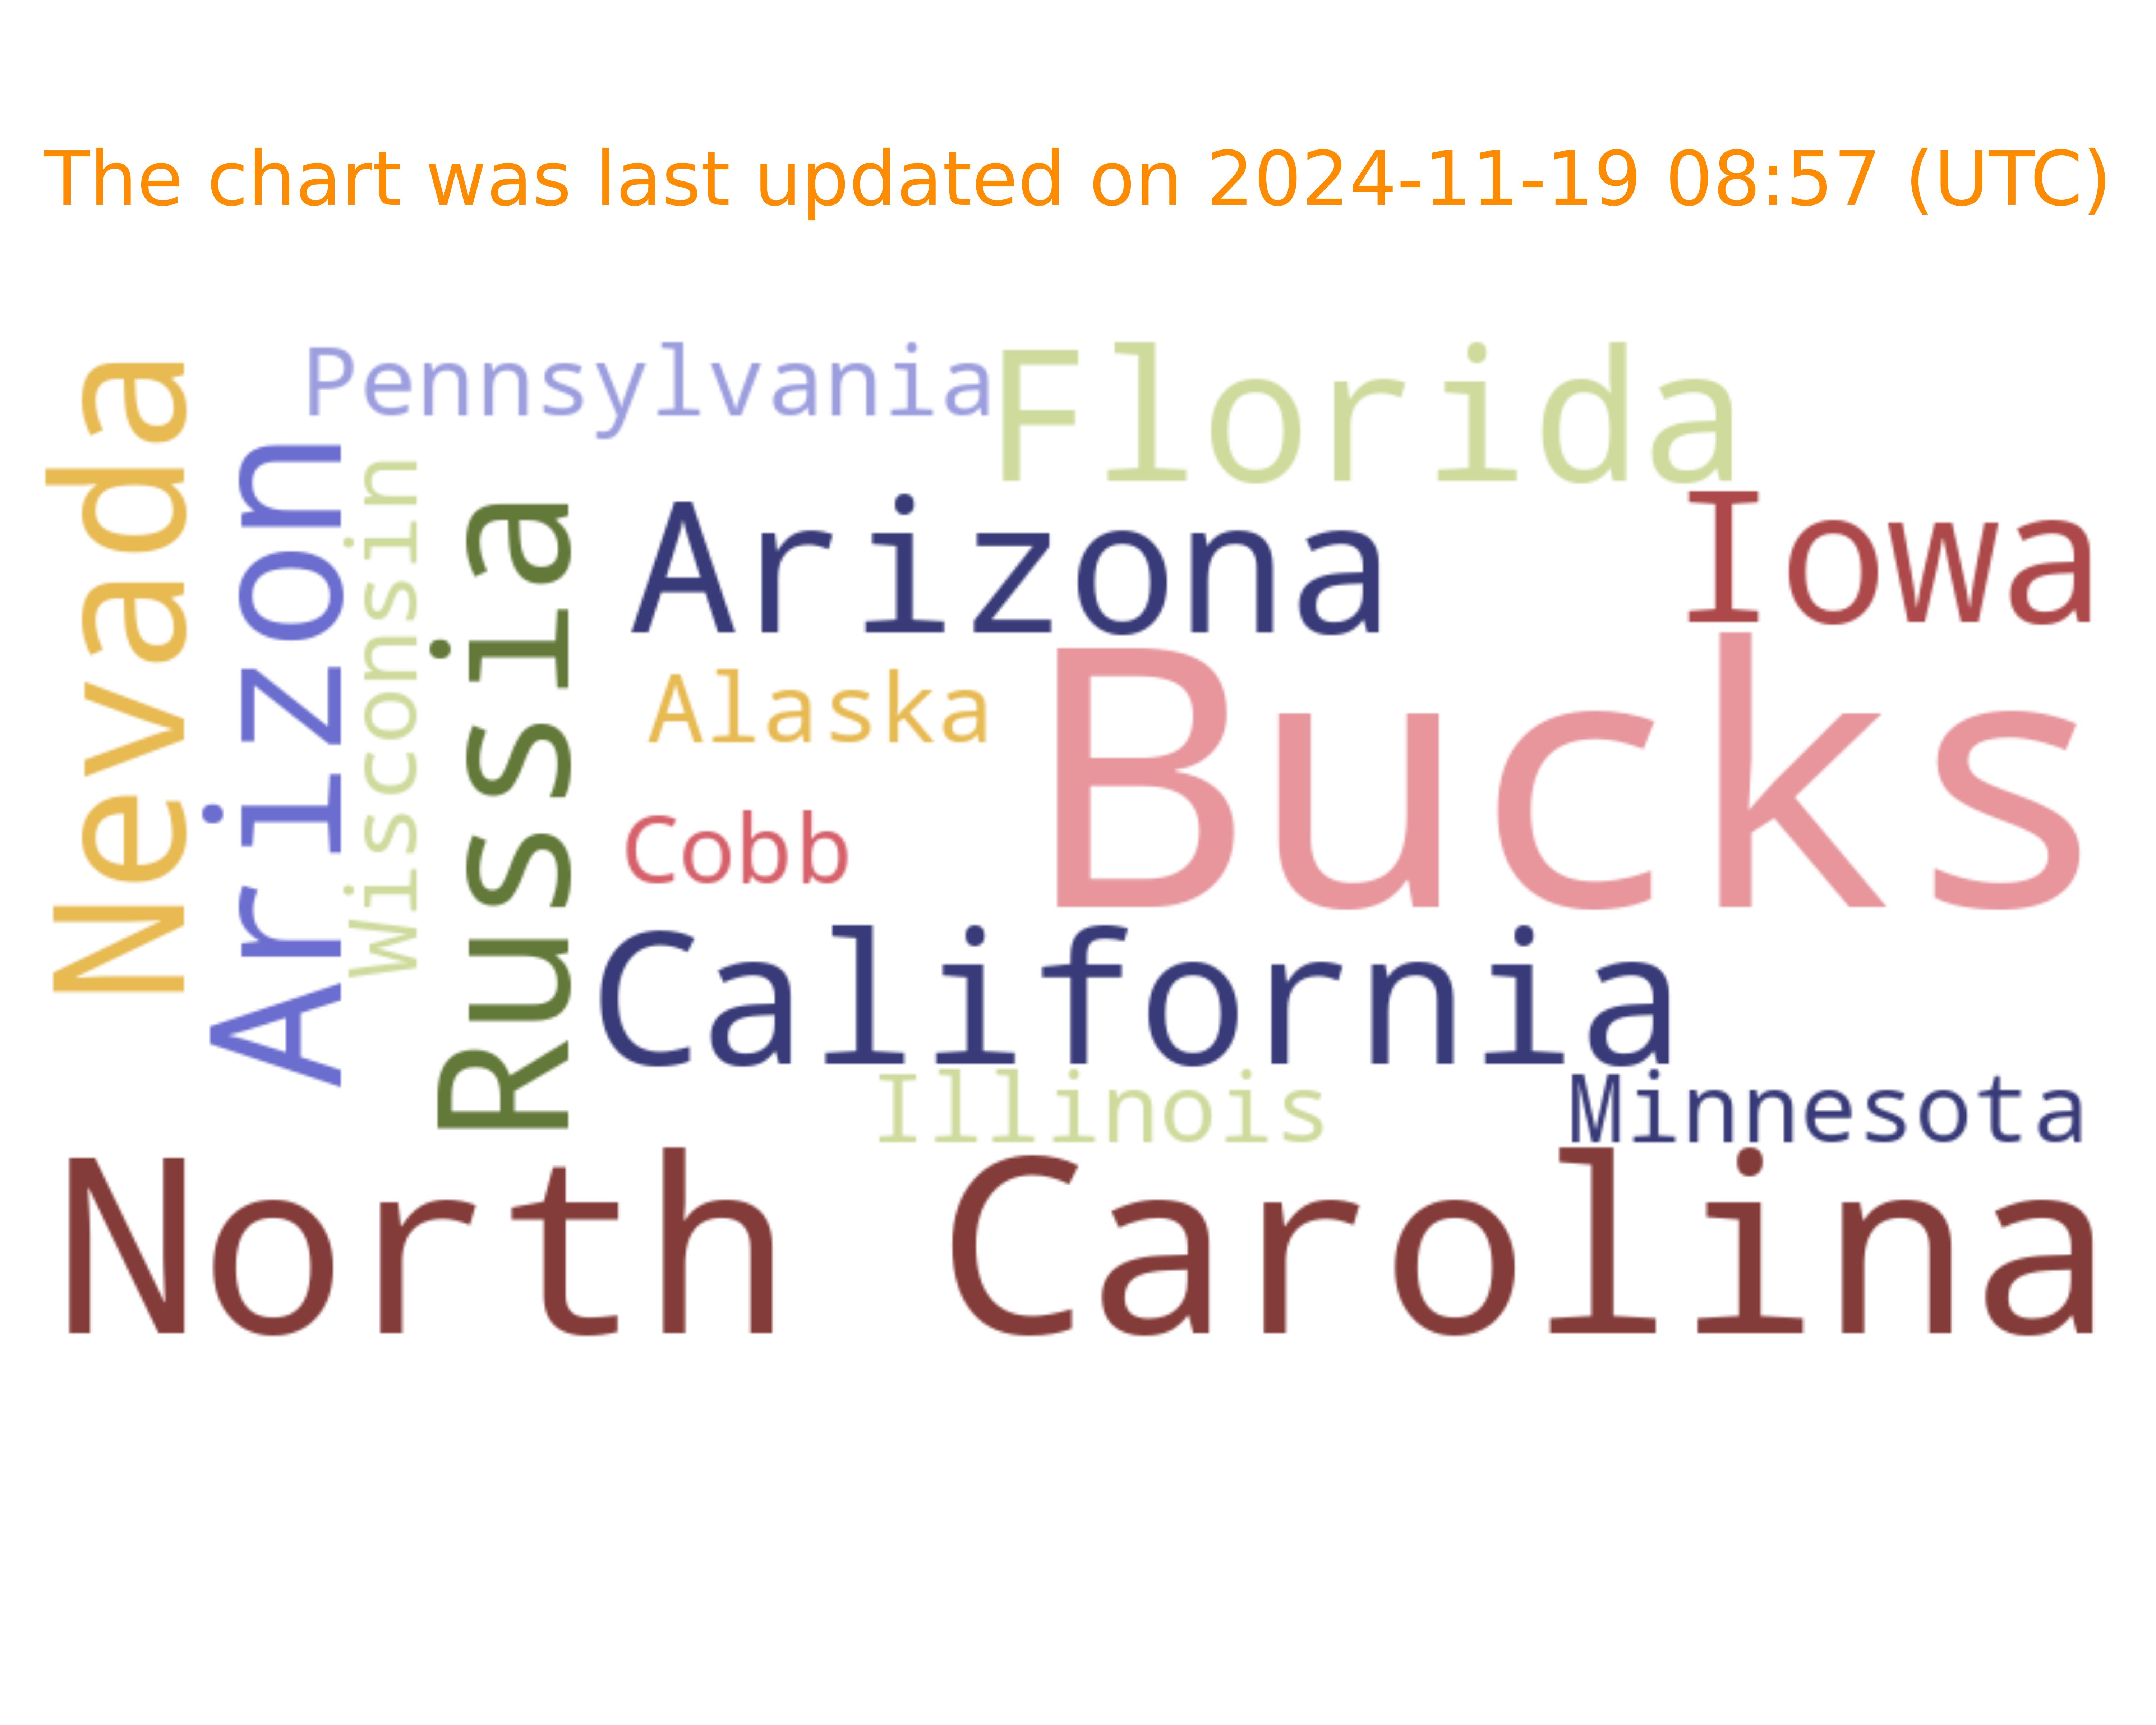 The chart was last updated on 2024-11-19 08:57 (UTC)
Pennsylvania
Florida
Nevada
Arizon
Wisconsin
Russia
Arizona
Iowa
Alaska
Bucks
Cobb
California
Illinois
Minnesota
North Carolina